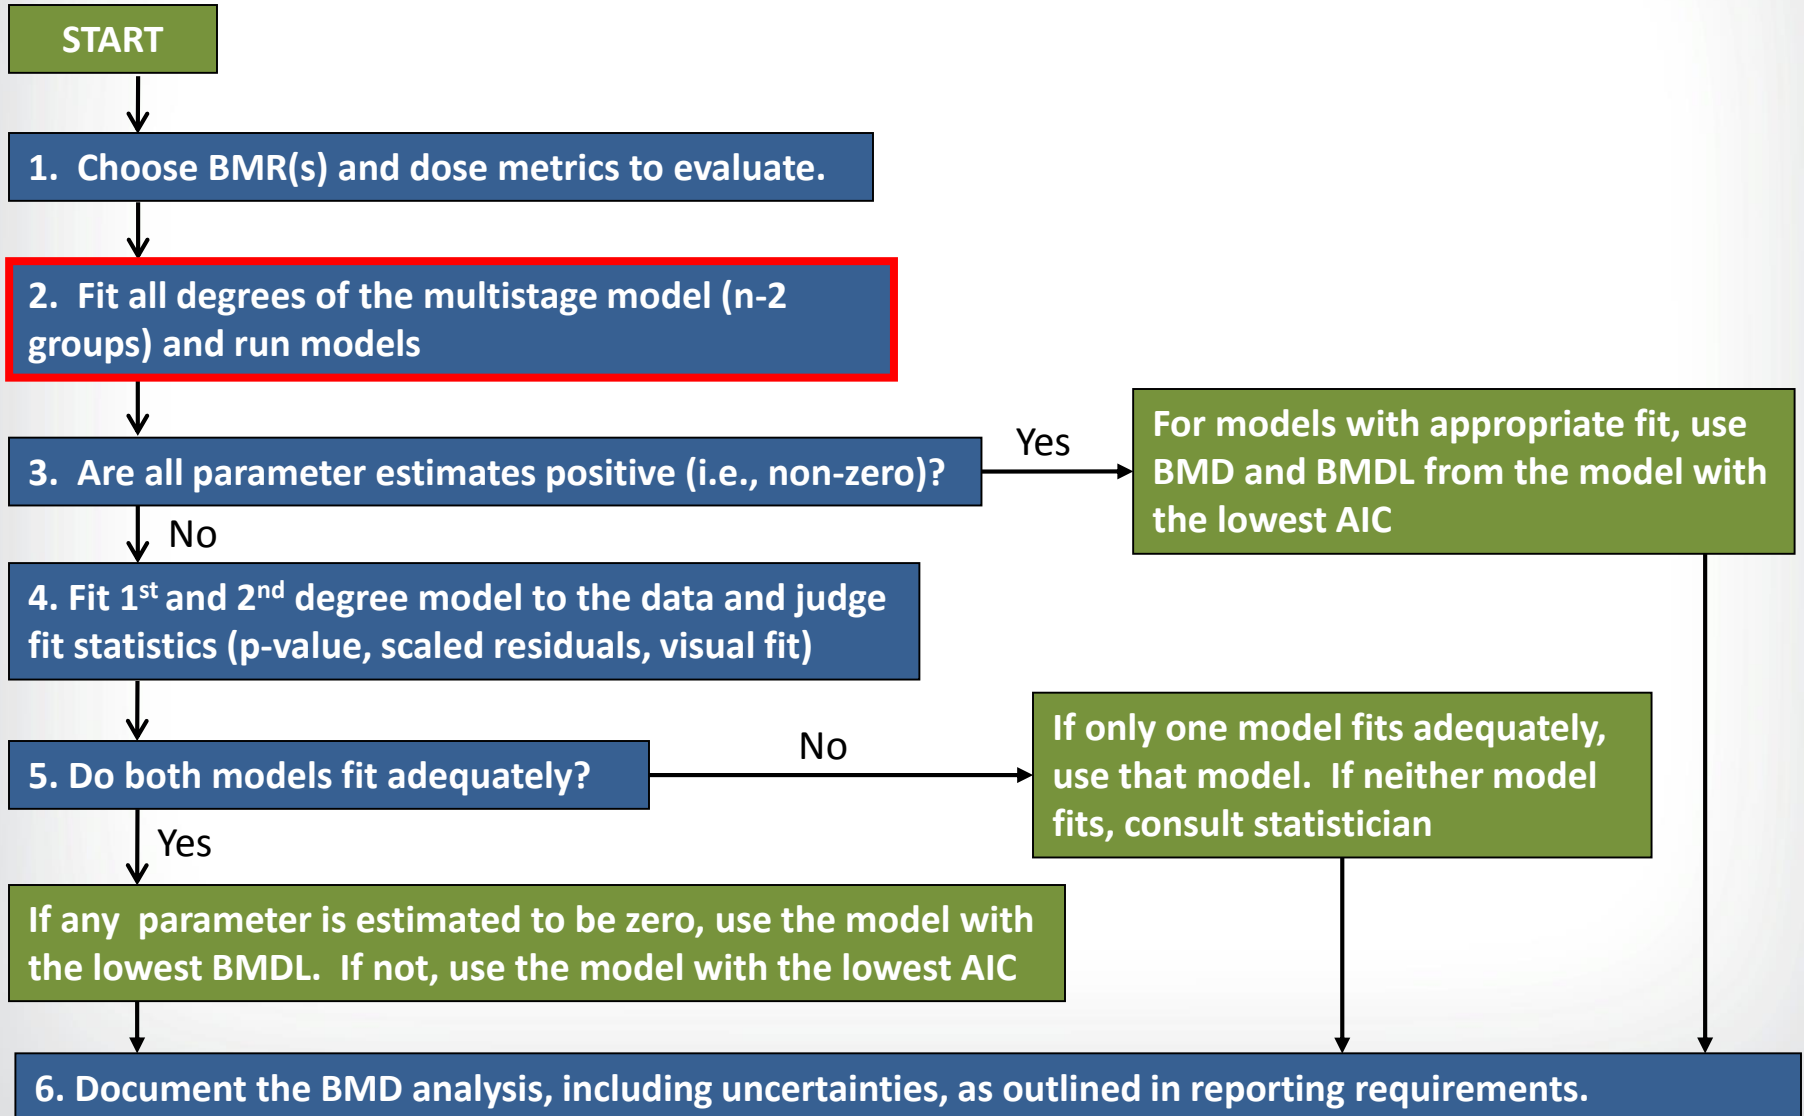 START
1.  Choose BMR(s) and dose metrics to evaluate.
2.  Fit all degrees of the multistage model (n-2
groups) and run models
3.  Are all parameter estimates positive (i.e., non-zero)?
Yes
For models with appropriate fit, use
BMD and BMDL from the model with
the lowest AIC
No
4. Fit 1st and 2nd degree model to the data and judge
fit statistics (p-value, scaled residuals, visual fit)
5. Do both models fit adequately?
No
If only one model fits adequately,
use that model.  If neither model
fits, consult statistician
Yes
If any  parameter is estimated to be zero, use the model with
the lowest BMDL.  If not, use the model with the lowest AIC
6. Document the BMD analysis, including uncertainties, as outlined in reporting requirements.